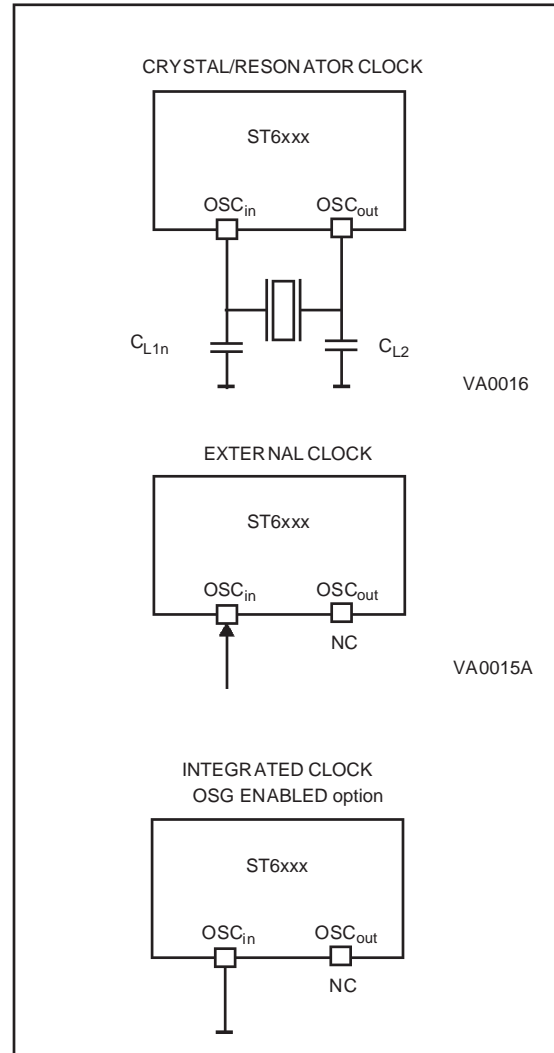 CRYSTAL/RESONATOR CLOCK
ST6xxx
OSCin OSCout
CL1n CL2
VA0016
EXTERNAL CLOCK
ST6xxx
OSCin OSCout
NC
VA0015A
INTEGRATED CLOCK
OSG ENABLED option
ST6xxx
OSCin OSCout
NC